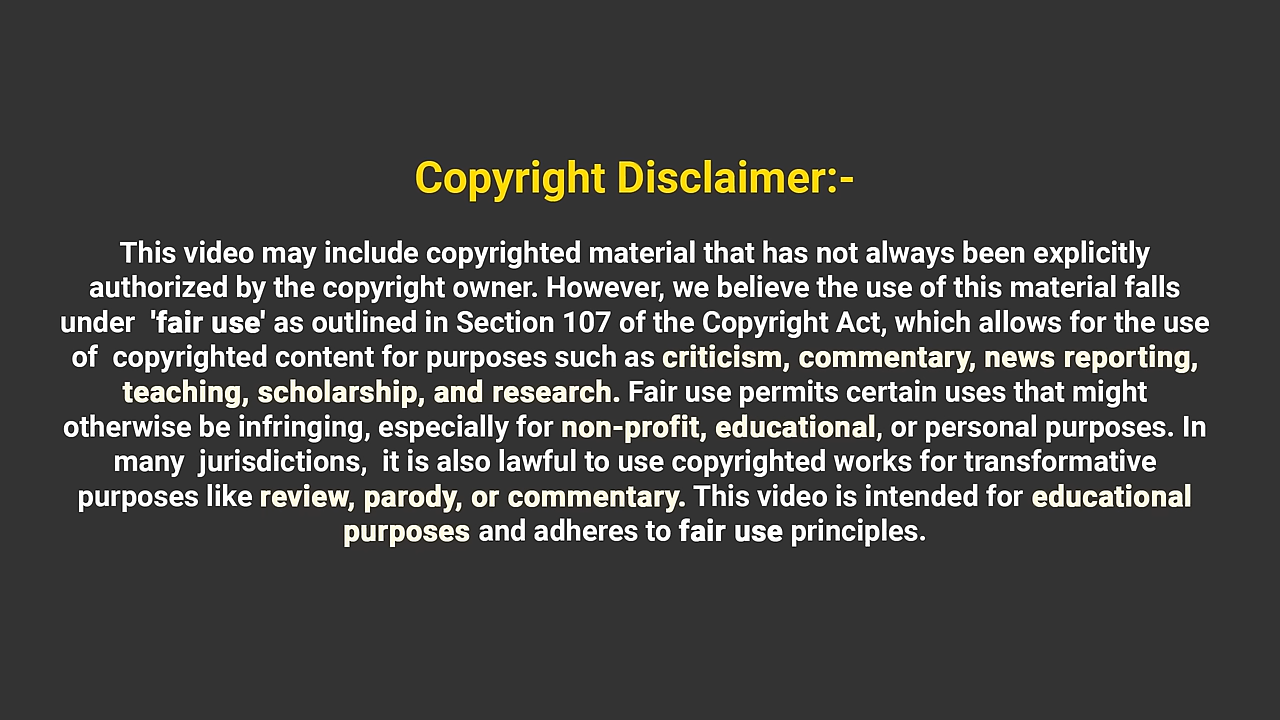 Copyright Disclaimer:-
This video may include copyrighted material that has not always been explicitly
authorized by the copyright owner. However, we believe the use of this material falls
under  'fair use' as outlined in Section 107 of the Copyright Act, which allows for the use
of  copyrighted content for purposes such as criticism, commentary, news reporting,
teaching, scholarship, and research. Fair use permits certain uses that might
otherwise be infringing, especially for non-profit, educational, or personal purposes. In
many  jurisdictions,  it is also lawful to use copyrighted works for transformative
purposes like review, parody, or commentary. This video is intended for educational
purposes and adheres to fair use principles.